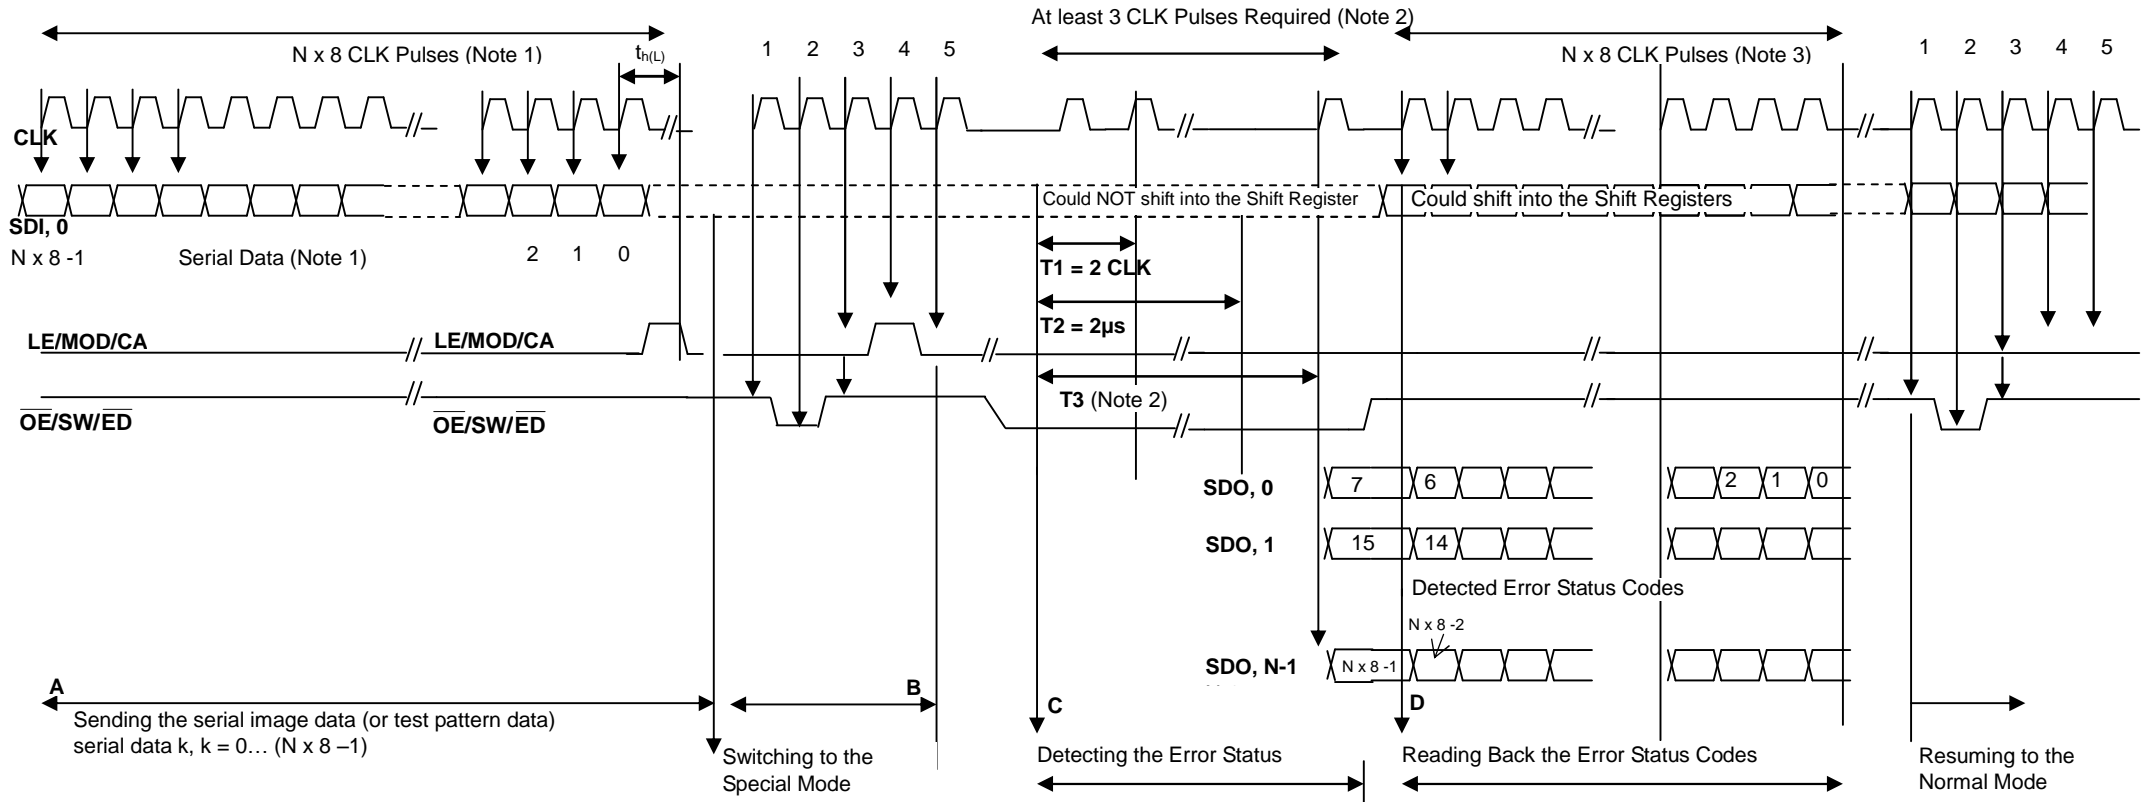 At least 3 CLK Pulses Required (Note 2)
N x 8 CLK Pulses (Note 1)
t h(L)
1 2 3 4 5
N x 8 CLK Pulses (Note 3)
1 2 3 4 5
CLK
Could NOT shift into the Shift Register
Could shift into the Shift Registers
SDI, 0
N x 8 -1
Serial Data (Note 1)
2 1 0
T1 = 2 CLK
T2 = 2µs
LE/MOD/CA
LE/MOD/CA
T3 (Note 2)
OE/SW/ED
OE/SW/ED
SDO, 0
7 6
2 1 0
SDO, 1
15 14
Detected Error Status Codes
N x 8 -2
SDO, N-1
N x 8 -1
A
B
C
D
Sending the serial image data (or test pattern data)
serial data k, k = 0… (N x 8 –1)
Switching to the
Special Mode
Detecting the Error Status
Reading Back the Error Status Codes
Resuming to the
Normal Mode